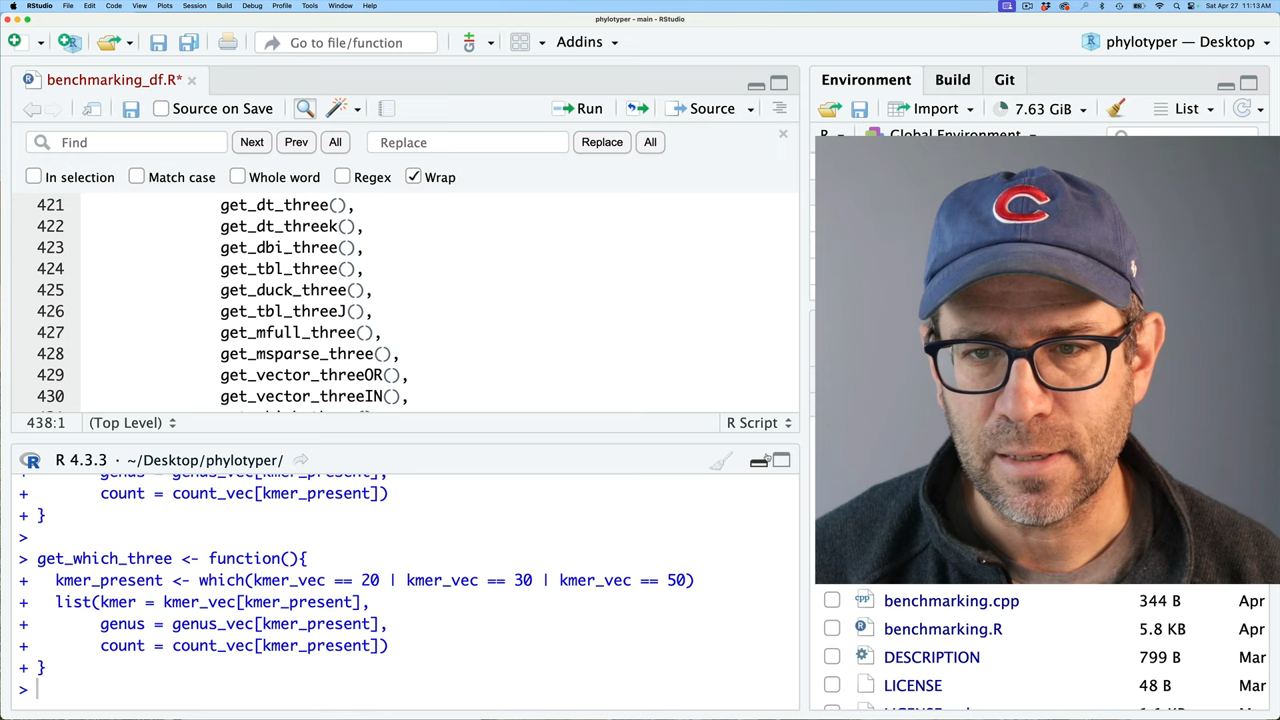 RStudio File Edit Code View Plots Session Build Debug Profile Tools Window Help Sat Apr 27 11:13 AM
phylotyper - main - RStudio
Go to file/function Addins phylotyper — Desktop
benchmarking_df.R*
Source on Save Run Source
Find Next Prev All Replace Replace All
In selection Match case Whole word Regex Wrap
421 get_dt_three(),
422 get_dt_threek(),
423 get_dbi_three(),
424 get_tbl_three(),
425 get_duck_three(),
426 get_tbl_threeJ(),
427 get_mfull_three(),
428 get_msparse_three(),
429 get_vector_threeOR(),
430 get_vector_threeIN(),
438:1 (Top Level) R Script
R 4.3.3 · ~/Desktop/phylotyper/
+ genus = genus_vec[kmer_present],
+ count = count_vec[kmer_present])
+ }
>
> get_which_three <- function(){
+ kmer_present <- which(kmer_vec == 20 | kmer_vec == 30 | kmer_vec == 50)
+ list(kmer = kmer_vec[kmer_present],
+ genus = genus_vec[kmer_present],
+ count = count_vec[kmer_present])
+ }
>
Environment Build Git
Import 7.63 GiB List
R Global Environment
C
benchmarking.cpp 344 B Apr
benchmarking.R 5.8 KB Apr
DESCRIPTION 799 B Mar
LICENSE 48 B Mar